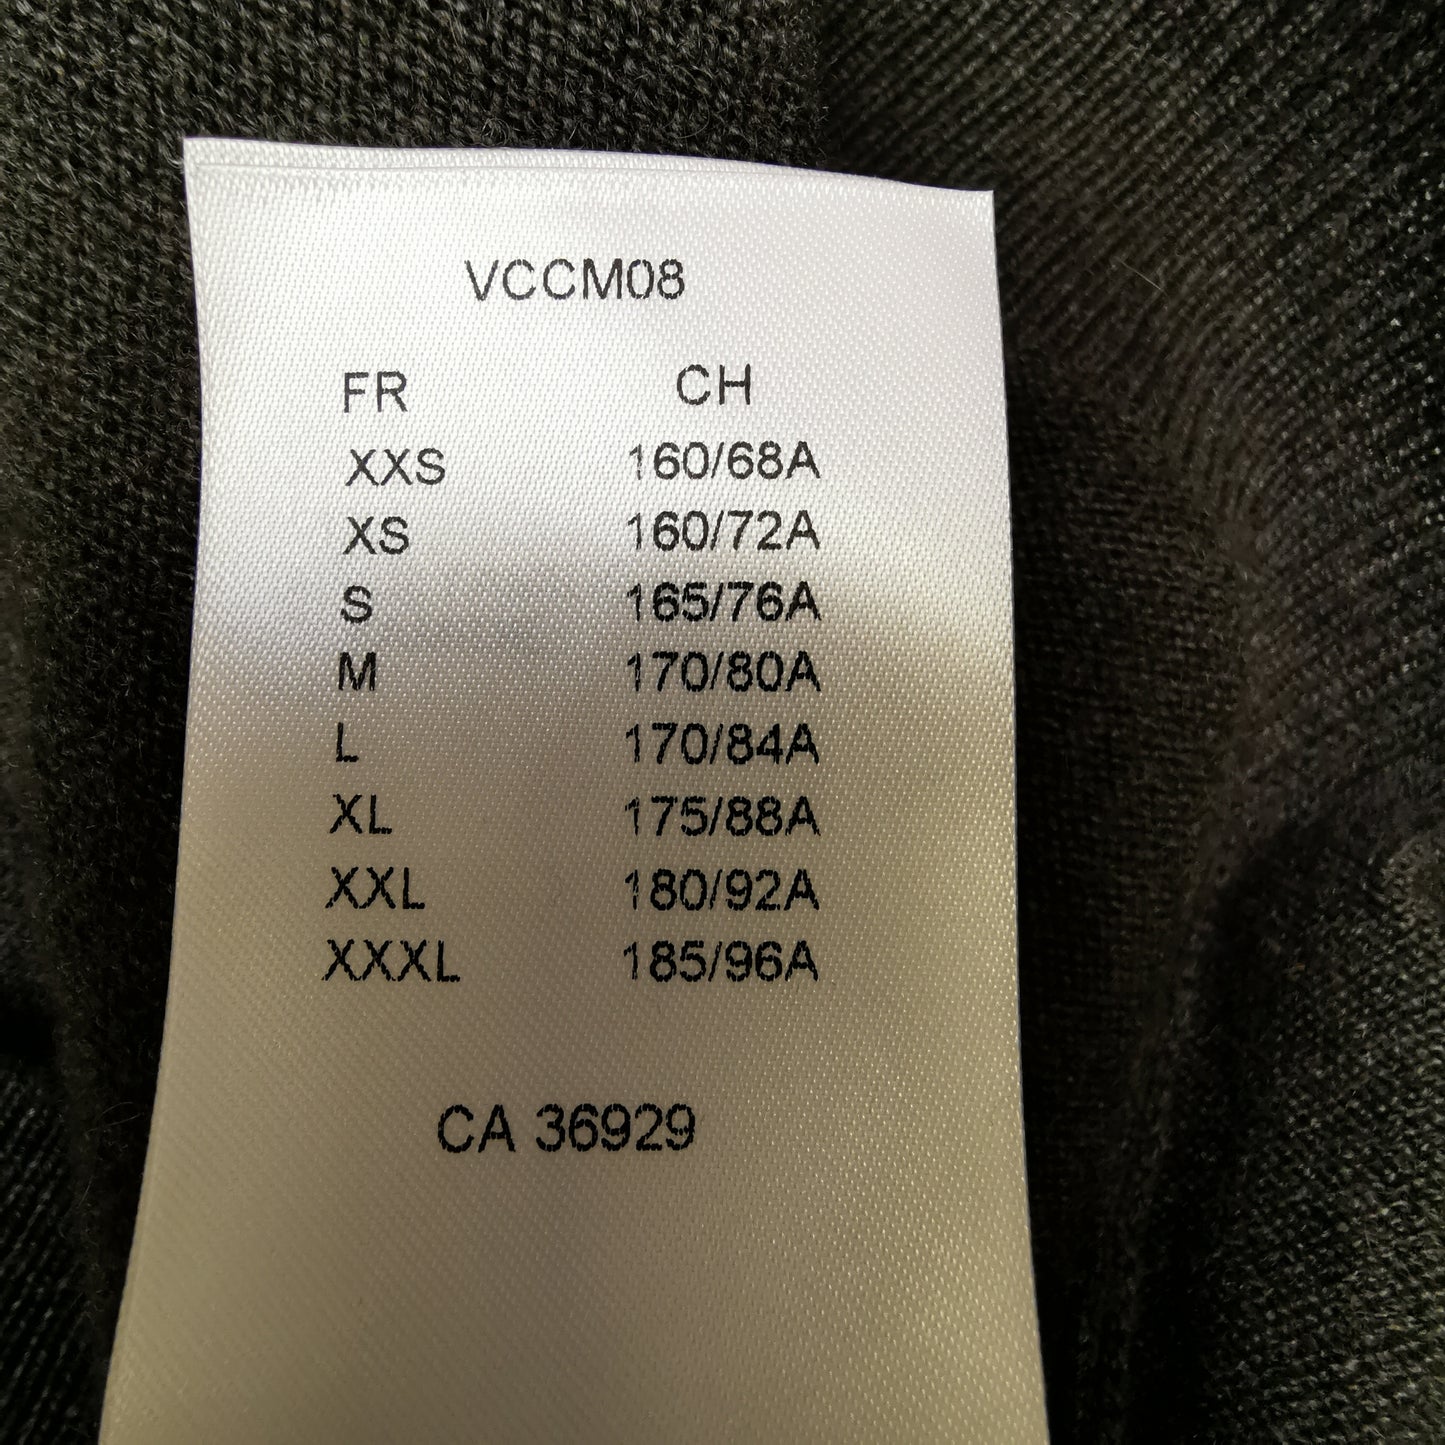 VCCM08
FR CH
XXS 160/68A
XS 160/72A
S 165/76A
M 170/80A
L 170/84A
XL 175/88A
XXL 180/92A
XXXL 185/96A
CA 36929